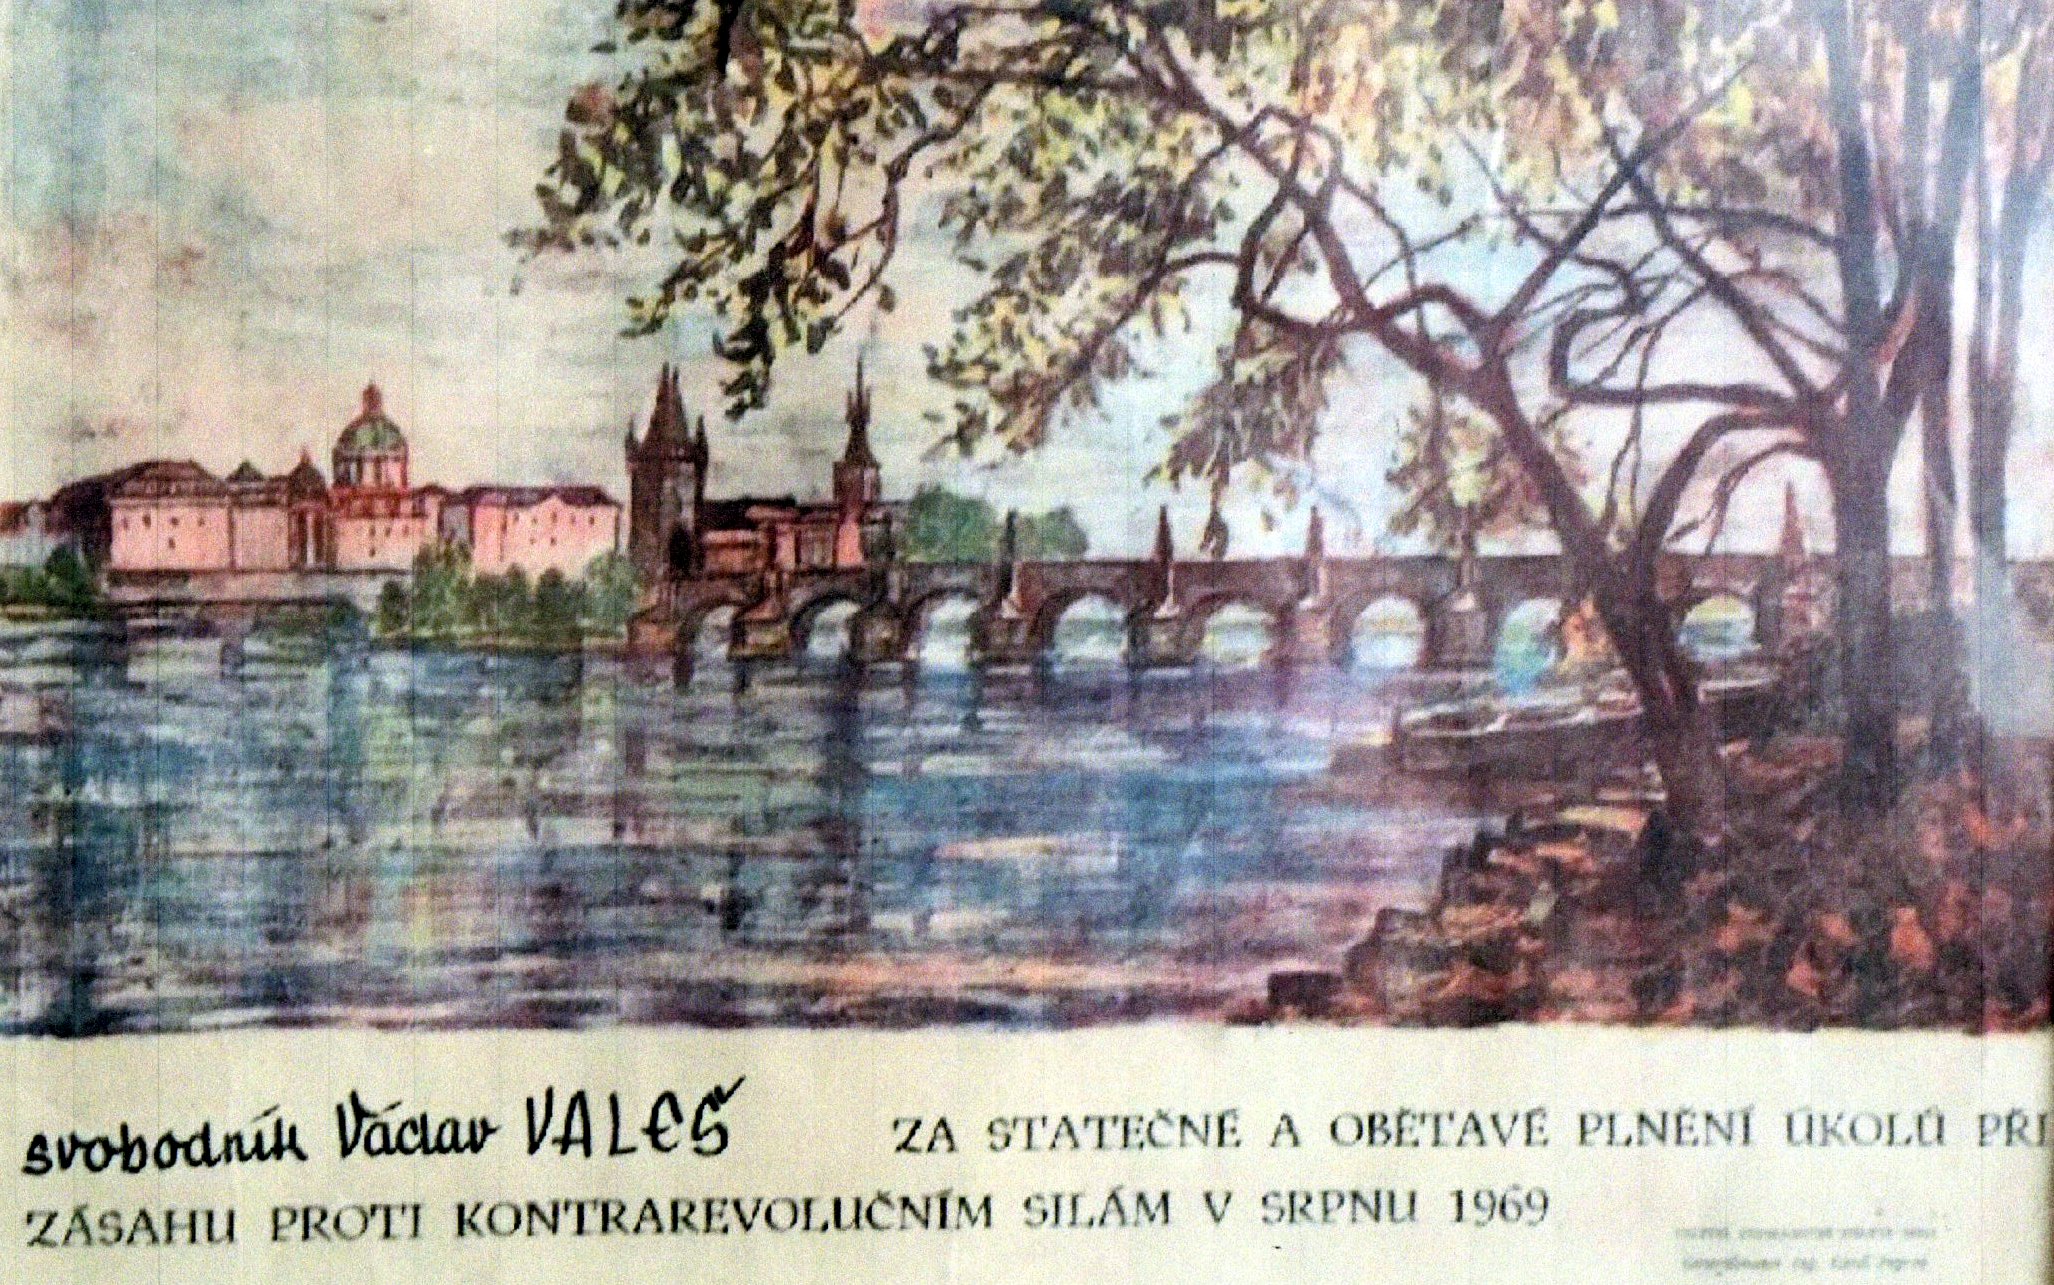 svobodník Václav VALEŠ ZA STATEČNÉ A OBĚTAVÉ PLNĚNÍ ÚKOLŮ PŘI
ZÁSAHU PROTI KONTRAREVOLUČNÍM SILÁM V SRPNU 1969